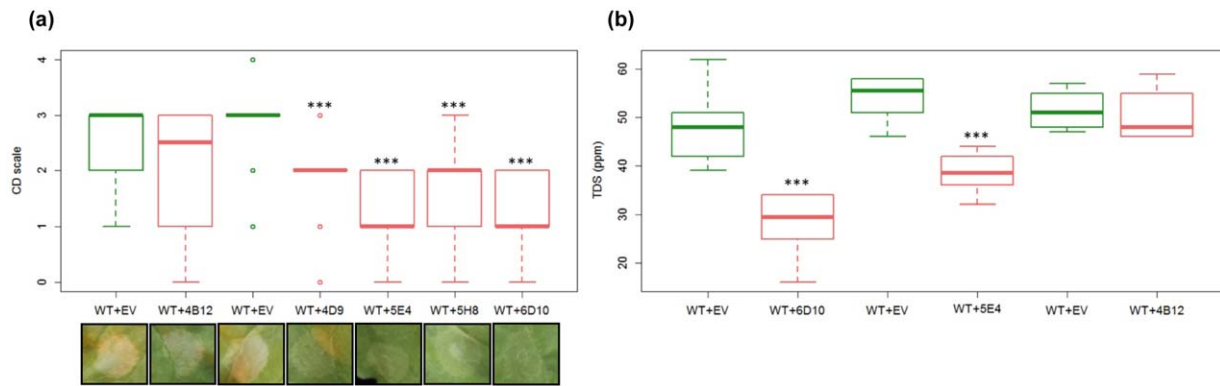 (a)
(b)
CD scale
4
3
2
1
0
***
***
***
***
WT+EV WT+4B12 WT+EV WT+4D9 WT+5E4 WT+5H8 WT+6D10
TDS (ppm)
60
50
40
30
20
***
***
WT+EV WT+6D10 WT+EV WT+5E4 WT+EV WT+4B12